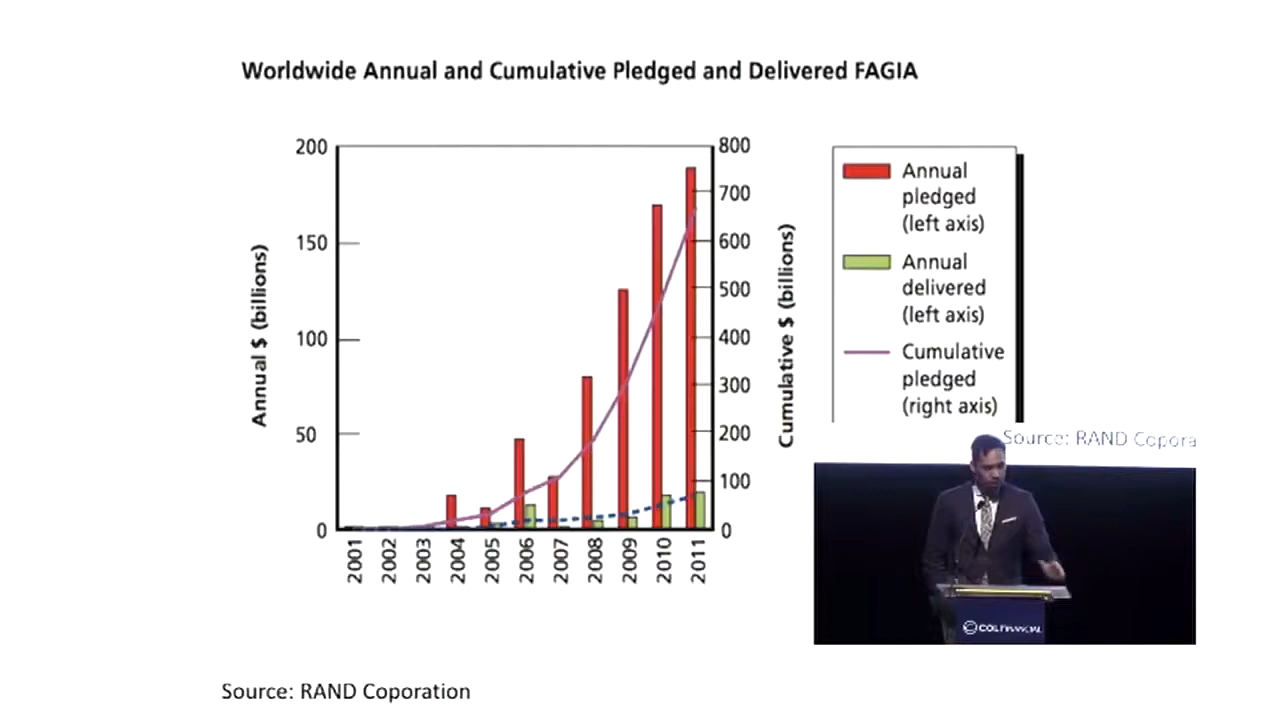 Worldwide Annual and Cumulative Pledged and Delivered FAGIA
200
150
100
50
0
Annual $ (billions)
800
700
600
500
400
300
200
100
0
Cumulative $ (billions)
2001
2002
2003
2004
2005
2006
2007
2008
2009
2010
2011
Annual
pledged
(left axis)
Annual
delivered
(left axis)
Cumulative
pledged
(right axis)
Source: RAND Copora
COL FINANCIAL
Source: RAND Coporation